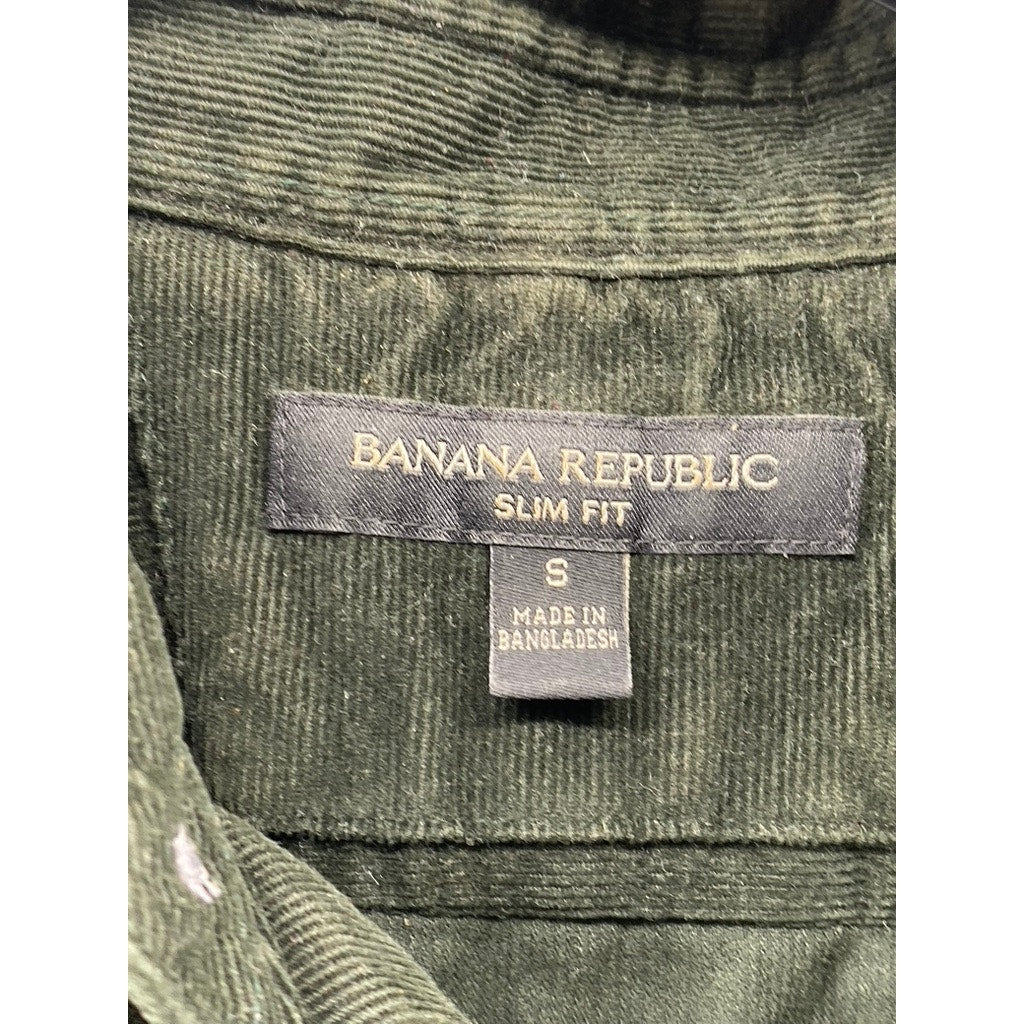 BANANA REPUBLIC
SLIM FIT
S
MADE IN
BANGLADESH